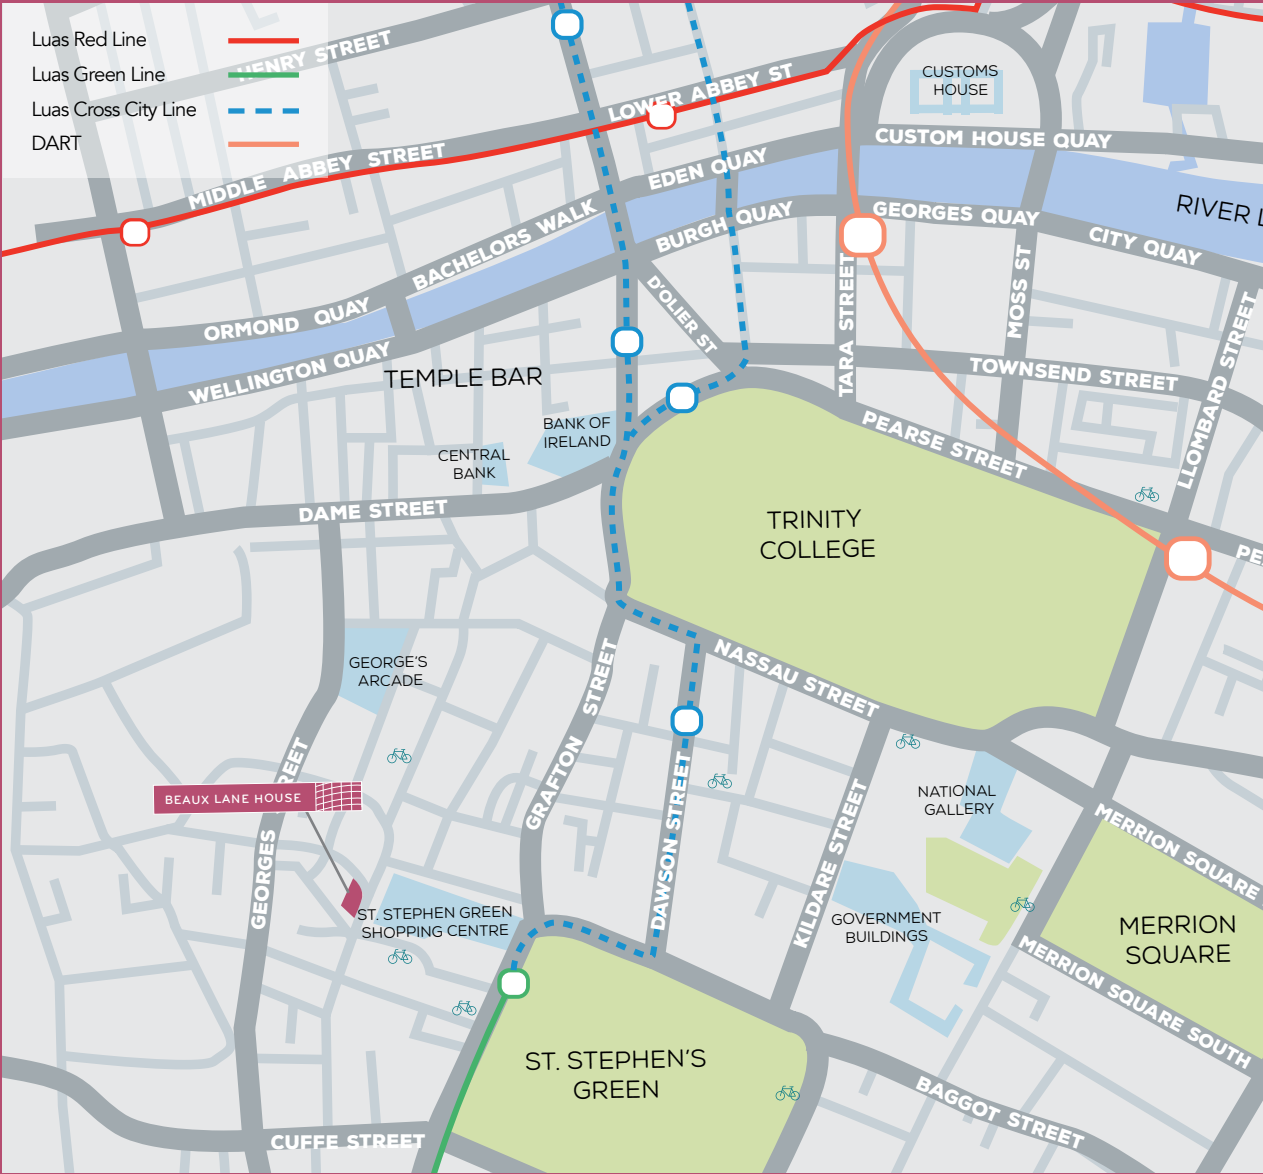 Luas Red Line
Luas Green Line
Luas Cross City Line
DART
HENRY STREET
LOWER ABBEY ST
CUSTOMS
HOUSE
CUSTOM HOUSE QUAY
MIDDLE ABBEY STREET
EDEN QUAY
RIVER L
BACHELORS WALK
BURGH QUAY
GEORGES QUAY
CITY QUAY
ORMOND QUAY
D'OLIER ST
TARA STREET
MOSS ST
LLOMBARD STREET
WELLINGTON QUAY
TEMPLE BAR
TOWNSEND STREET
BANK OF
IRELAND
CENTRAL
BANK
PEARSE STREET
DAME STREET
TRINITY
COLLEGE
PE
GEORGE'S
ARCADE
NASSAU STREET
GRAFTON STREET
GEORGES STREET
BEAUX LANE HOUSE
DAWSON STREET
KILDARE STREET
NATIONAL
GALLERY
MERRION SQUARE
ST. STEPHEN GREEN
SHOPPING CENTRE
GOVERNMENT
BUILDINGS
MERRION
SQUARE
MERRION SQUARE SOUTH
ST. STEPHEN'S
GREEN
BAGGOT STREET
CUFFE STREET